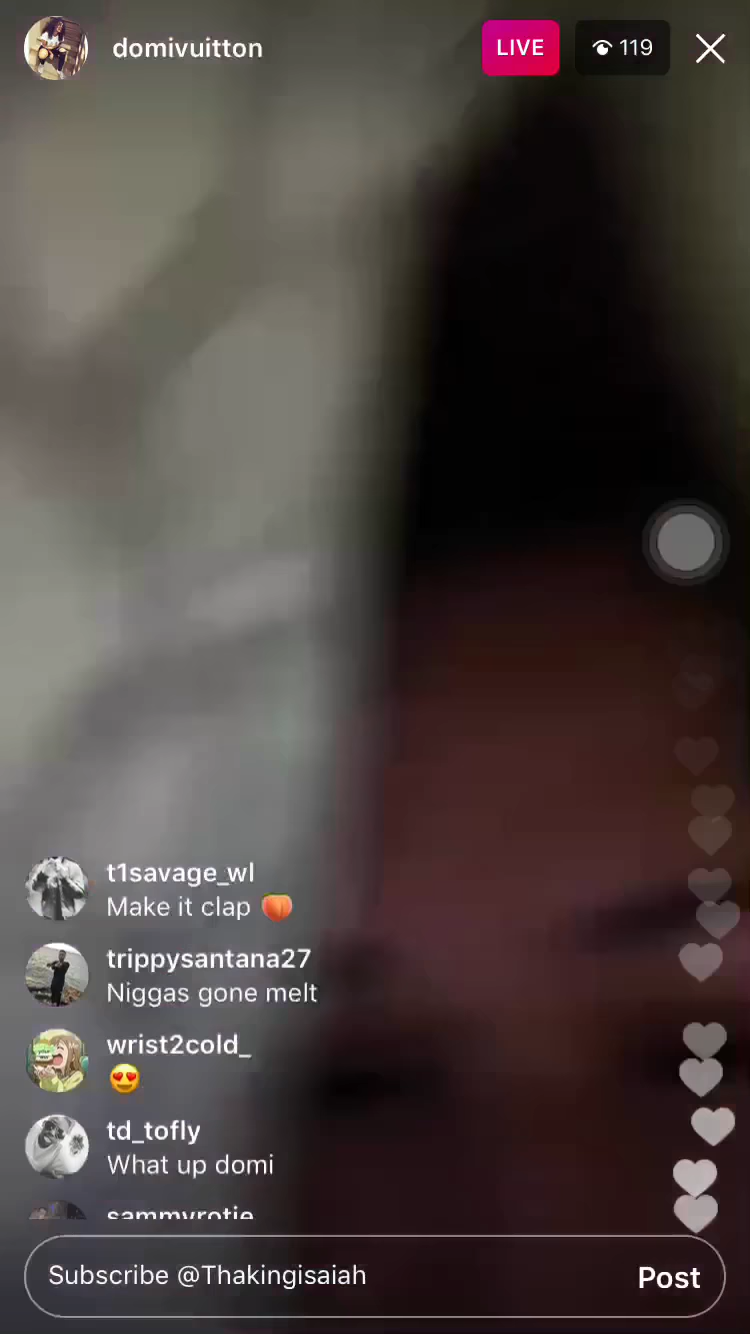 domivuitton
LIVE
119
t1savage_wl
Make it clap 🍑
trippysantana27
Niggas gone melt
wrist2cold_
😍
td_tofly
What up domi
sammyrotie
Subscribe @Thakingisaiah
Post